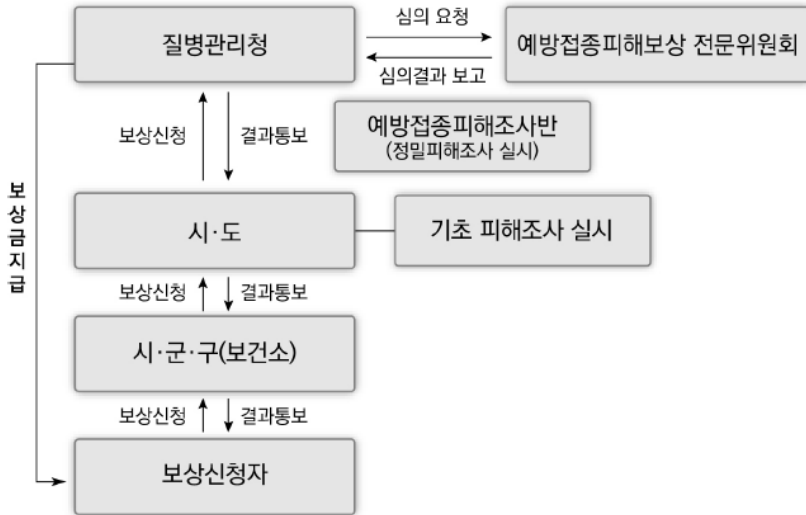 질병관리청
심의 요청
심의결과 보고
예방접종피해보상 전문위원회
보상신청
결과통보
예방접종피해조사반
(정밀피해조사 실시)
보상금지급
시·도
기초 피해조사 실시
보상신청
결과통보
시·군·구(보건소)
보상신청
결과통보
보상신청자